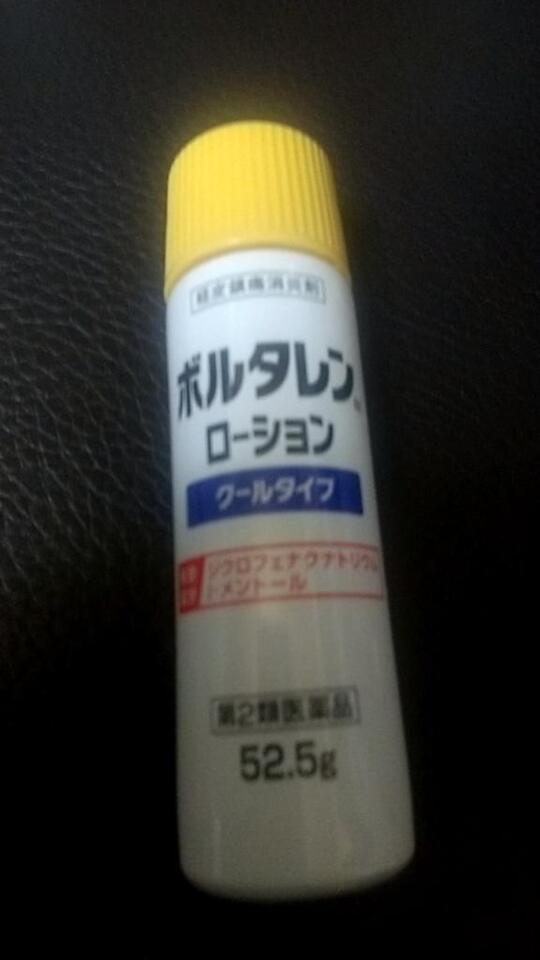 経皮鎮痛消炎剤
ボルタレン
ローション
クールタイプ
ジクロフェナクナトリウム
l-メントール
第2類医薬品
52.5g